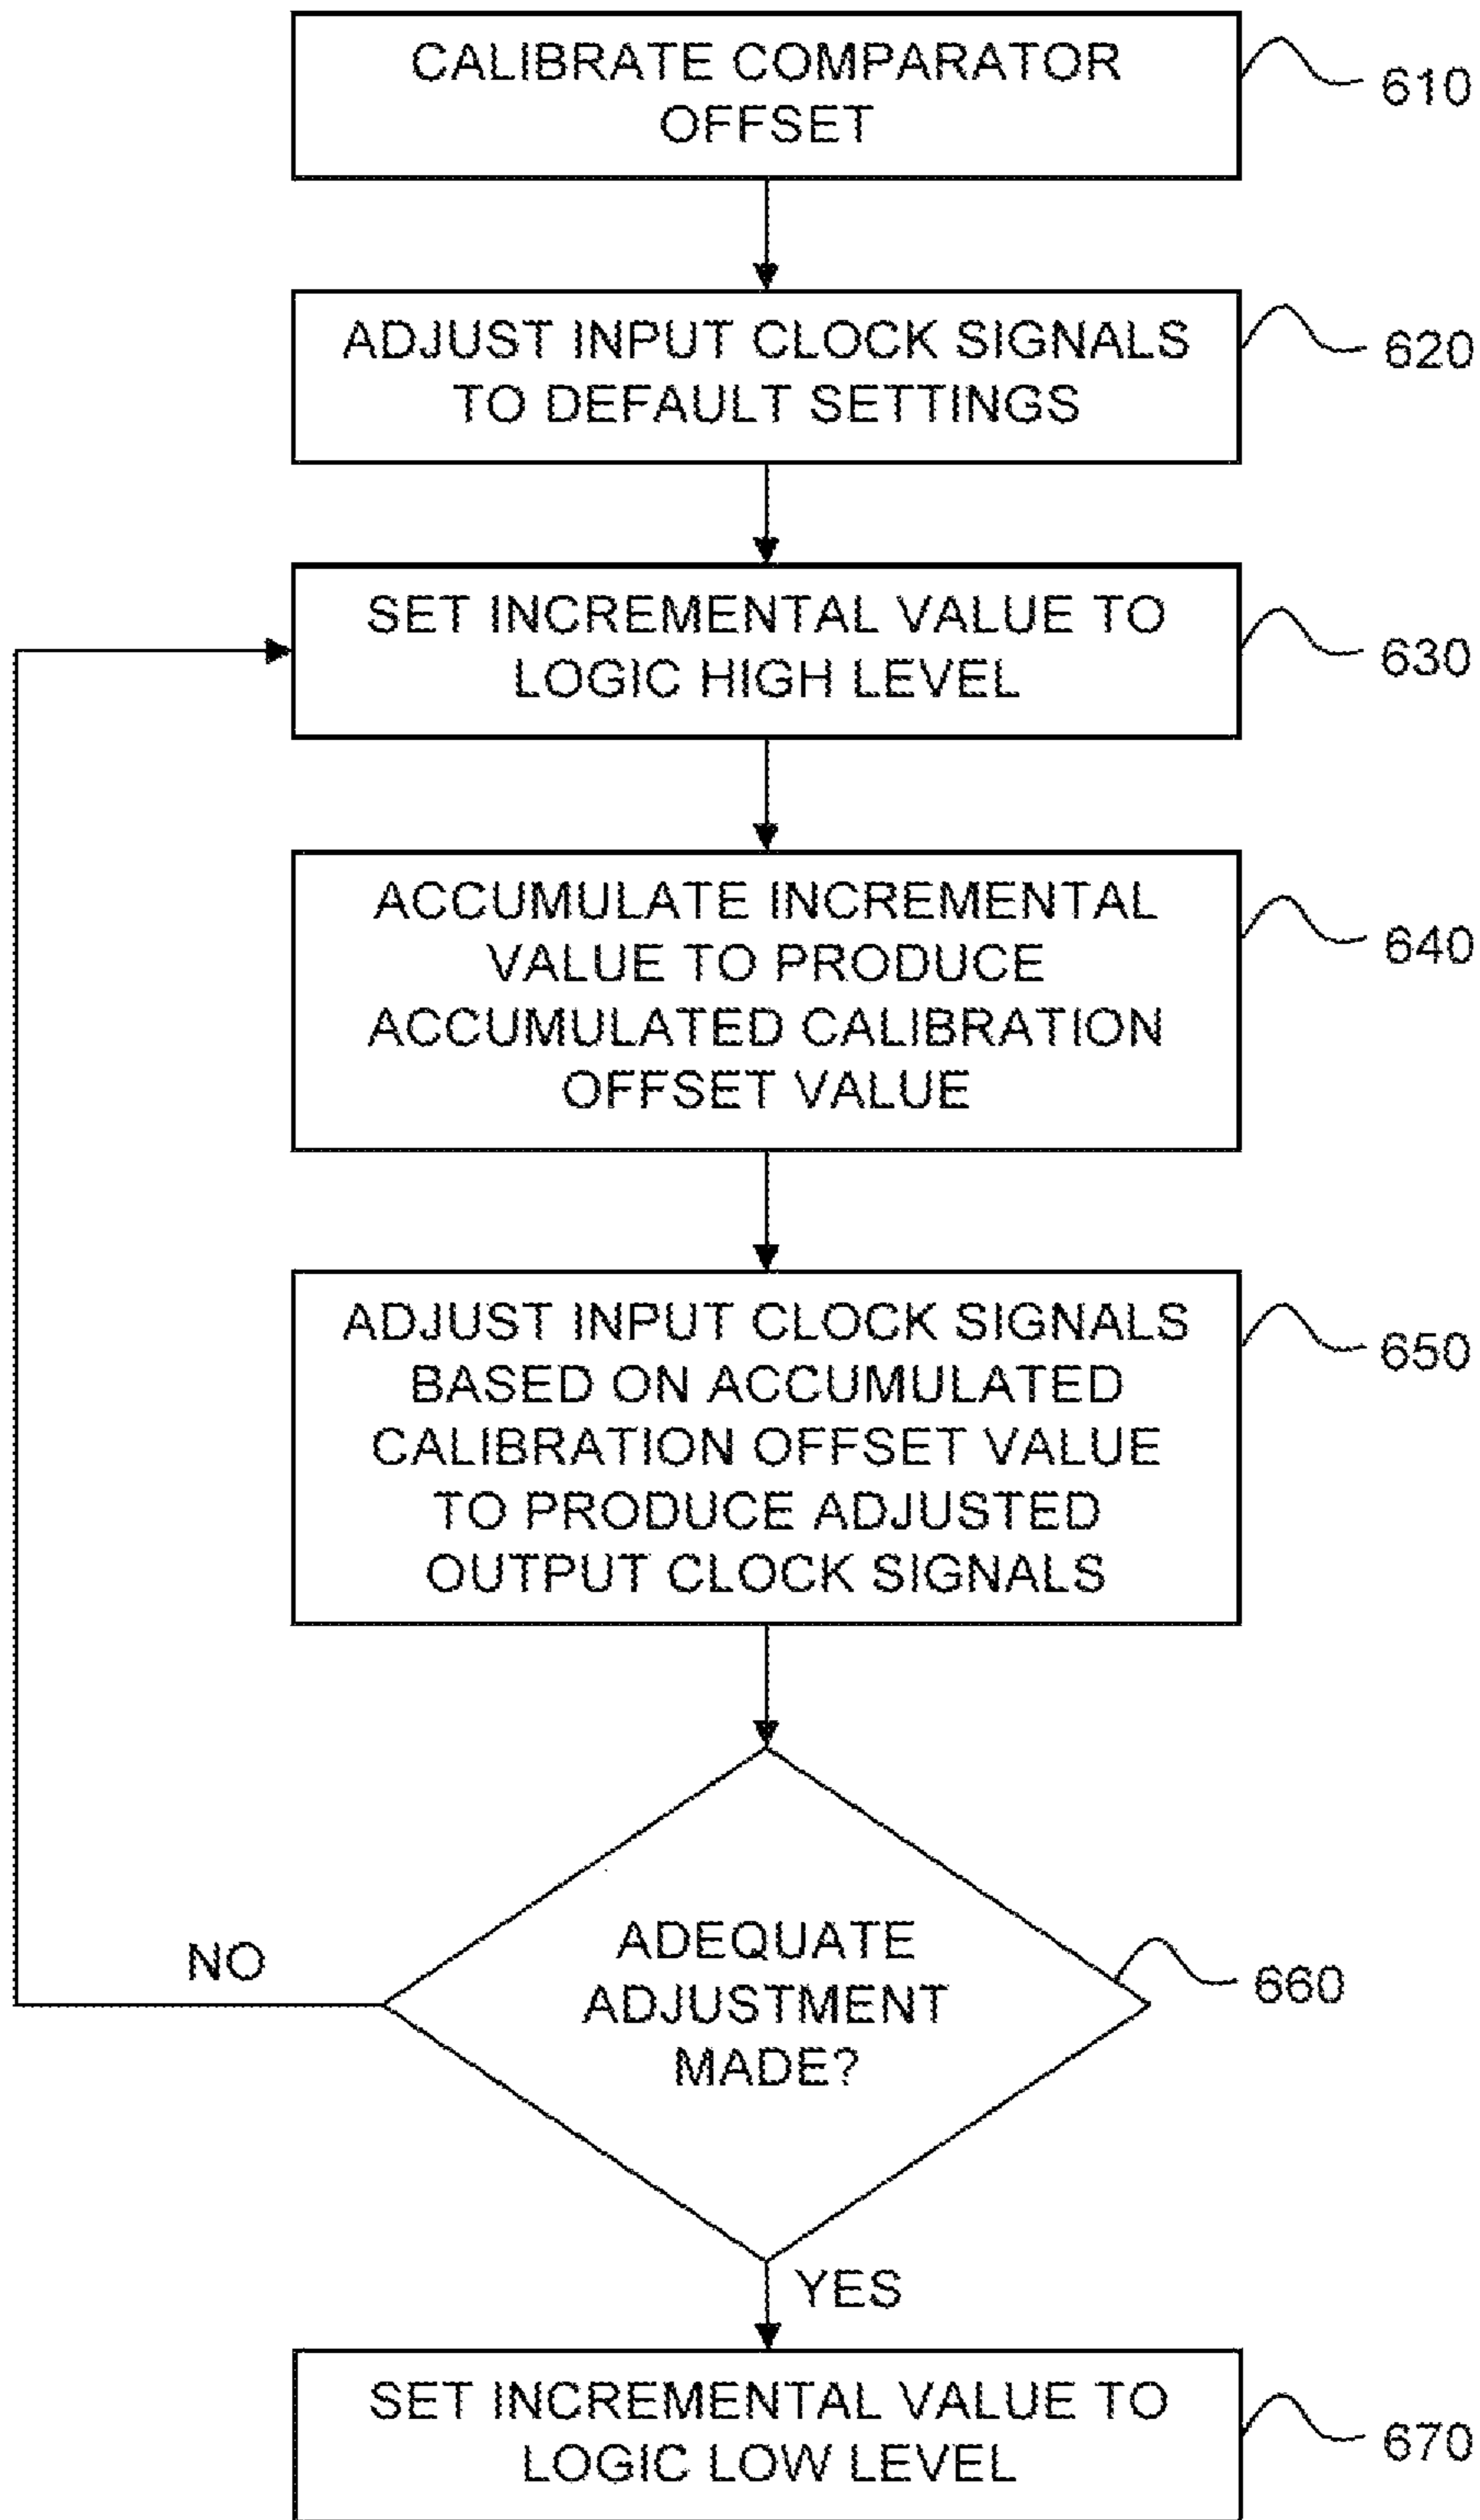 CALIBRATE COMPARATOR
OFFSET
610
ADJUST INPUT CLOCK SIGNALS
TO DEFAULT SETTINGS
620
SET INCREMENTAL VALUE TO
LOGIC HIGH LEVEL
630
ACCUMULATE INCREMENTAL
VALUE TO PRODUCE
ACCUMULATED CALIBRATION
OFFSET VALUE
640
ADJUST INPUT CLOCK SIGNALS
BASED ON ACCUMULATED
CALIBRATION OFFSET VALUE
TO PRODUCE ADJUSTED
OUTPUT CLOCK SIGNALS
650
ADEQUATE
ADJUSTMENT
MADE?
660
NO
YES
SET INCREMENTAL VALUE TO
LOGIC LOW LEVEL
670